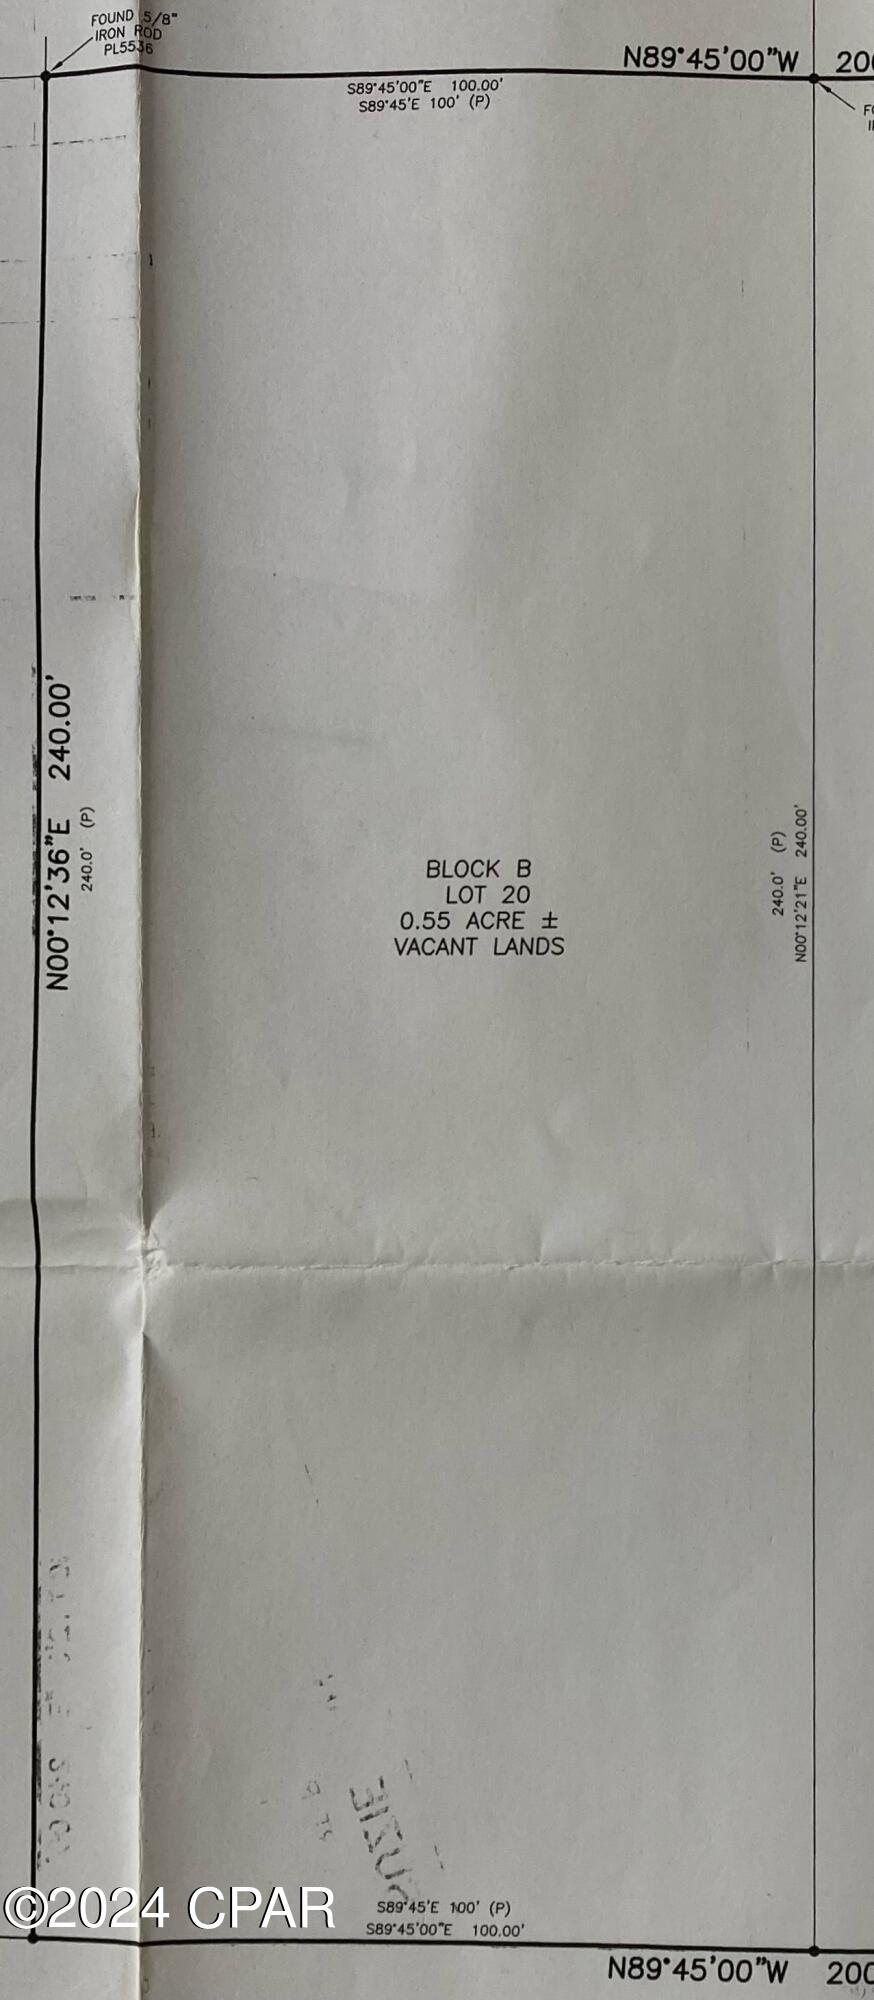 FOUND 5/8"
IRON ROD
PL5536
N89°45'00"W
S89°45'00"E 100.00'
S89°45'E 100' (P)
N00°12'36"E 240.00'
240.0' (P)
BLOCK B
LOT 20
0.55 ACRE ±
VACANT LANDS
240.0' (P)
N00°12'21"E 240.00'
S89°45'E 100' (P)
S89°45'00"E 100.00'
N89°45'00"W 200
©2024 CPAR